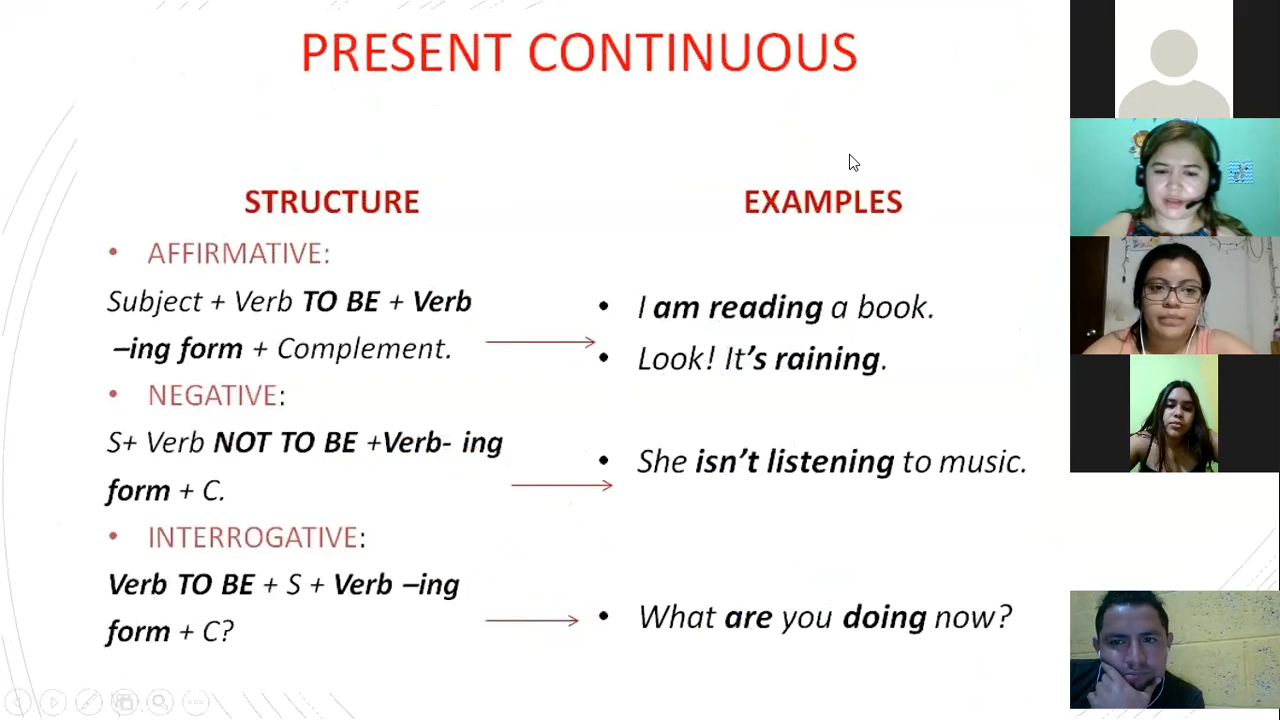 PRESENT CONTINUOUS
STRUCTURE
• AFFIRMATIVE:
Subject + Verb TO BE + Verb
–ing form + Complement.
• NEGATIVE:
S+ Verb NOT TO BE +Verb- ing
form + C.
• INTERROGATIVE:
Verb TO BE + S + Verb –ing
form + C?
EXAMPLES
• I am reading a book.
• Look! It’s raining.
• She isn’t listening to music.
• What are you doing now?